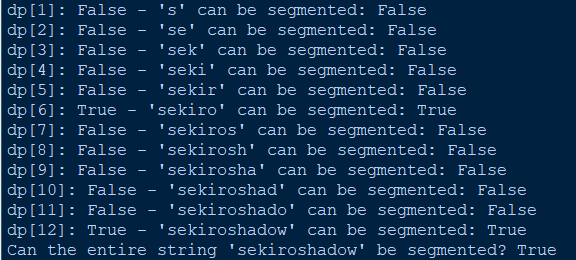 dp[1]: False - 's' can be segmented: False
dp[2]: False - 'se' can be segmented: False
dp[3]: False - 'sek' can be segmented: False
dp[4]: False - 'seki' can be segmented: False
dp[5]: False - 'sekir' can be segmented: False
dp[6]: True - 'sekiro' can be segmented: True
dp[7]: False - 'sekiros' can be segmented: False
dp[8]: False - 'sekirosh' can be segmented: False
dp[9]: False - 'sekirosha' can be segmented: False
dp[10]: False - 'sekiroshad' can be segmented: False
dp[11]: False - 'sekiroshado' can be segmented: False
dp[12]: True - 'sekiroshadow' can be segmented: True
Can the entire string 'sekiroshadow' be segmented? True